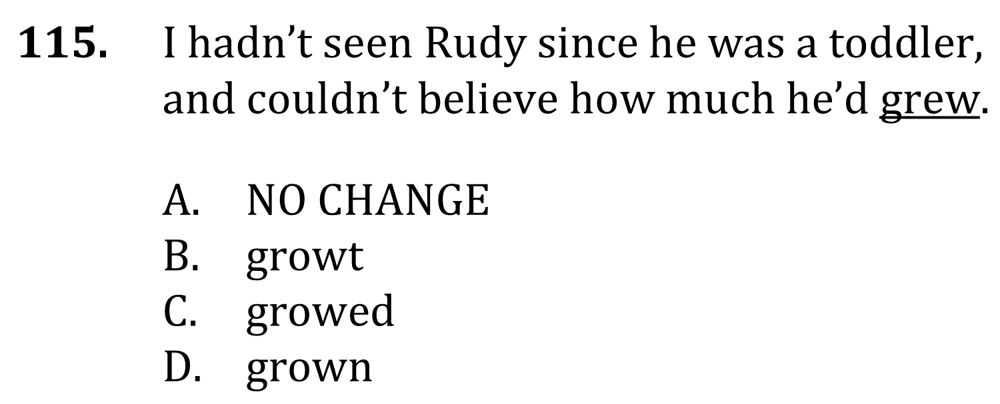 115. I hadn’t seen Rudy since he was a toddler,
and couldn’t believe how much he’d grew.
A. NO CHANGE
B. growt
C. growed
D. grown